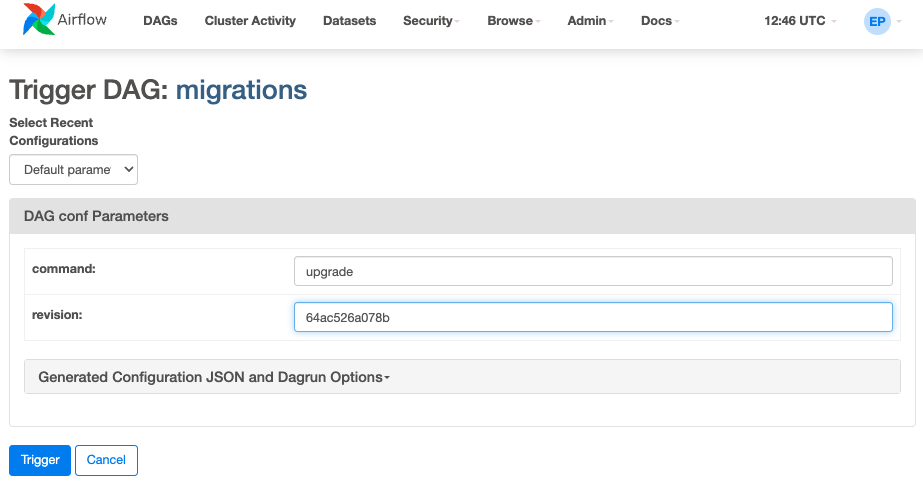 Airflow DAGs Cluster Activity Datasets Security Browse Admin Docs 12:46 UTC EP
Trigger DAG: migrations
Select Recent
Configurations
Default parame
DAG conf Parameters
command: upgrade
revision: 64ac526a078b
Generated Configuration JSON and Dagrun Options
Trigger Cancel